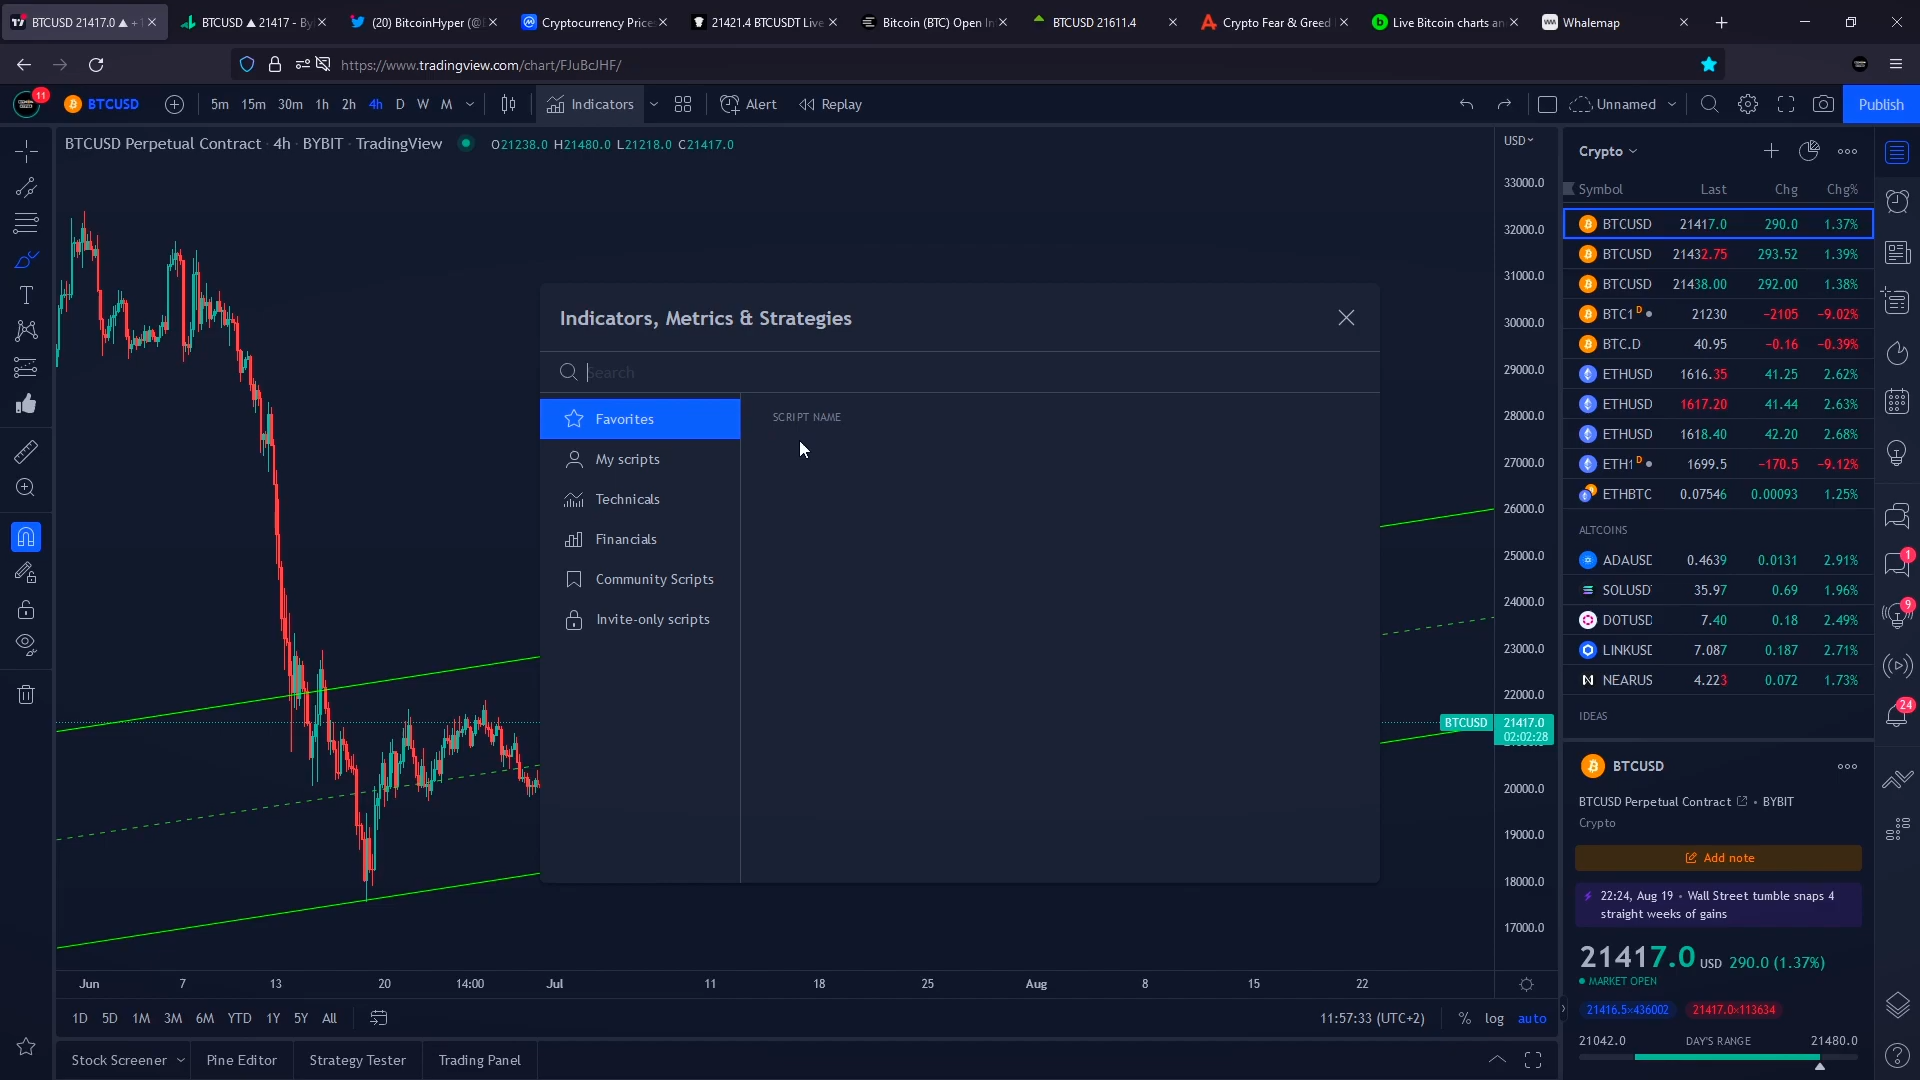 BTCUSD 21417.0 ▲ + 1
BTCUSD ▲ 21417 - By
(20) BitcoinHyper (@
Cryptocurrency Price
21421.4 BTCUSDT Live
Bitcoin (BTC) Open In
BTCUSD 21611.4
Crypto Fear & Greed
Live Bitcoin charts an
Whalemap
https://www.tradingview.com/chart/FJuBcJHF/
11
BTCUSD
5m 15m 30m 1h 2h 4h D W M
Indicators
Alert
Replay
Unnamed
Publish
BTCUSD Perpetual Contract · 4h · BYBIT · TradingView
O21238.0 H21480.0 L21218.0 C21417.0
USD
33000.0
32000.0
31000.0
30000.0
29000.0
28000.0
27000.0
26000.0
25000.0
24000.0
23000.0
22000.0
BTCUSD 21417.0
02:02:28
20000.0
19000.0
18000.0
17000.0
Indicators, Metrics & Strategies
Search
Favorites
My scripts
Technicals
Financials
Community Scripts
Invite-only scripts
SCRIPT NAME
Jun 7 13 20 14:00 Jul 11 18 25 Aug 8 15 22
1D 5D 1M 3M 6M YTD 1Y 5Y All
11:57:33 (UTC+2) % log auto
Stock Screener
Pine Editor
Strategy Tester
Trading Panel
Crypto
Symbol Last Chg Chg%
BTCUSD 21417.0 290.0 1.37%
BTCUSD 21432.75 293.52 1.39%
BTCUSD 21438.00 292.00 1.38%
BTC1 D 21230 −2105 −9.02%
BTC.D 40.95 −0.16 −0.39%
ETHUSD 1616.35 41.25 2.62%
ETHUSD 1617.20 41.44 2.63%
ETHUSD 1618.40 42.20 2.68%
ETH1 D 1699.5 −170.5 −9.12%
ETHBTC 0.07546 0.00093 1.25%
ALTCOINS
ADAUSD 0.4639 0.0131 2.91%
SOLUSD 35.97 0.69 1.96%
DOTUSD 7.40 0.18 2.49%
LINKUSD 7.087 0.187 2.71%
NEARUS 4.223 0.072 1.73%
IDEAS
BTCUSD
BTCUSD Perpetual Contract • BYBIT
Crypto
Add note
22:24, Aug 19 • Wall Street tumble snaps 4
straight weeks of gains
21417.0 USD 290.0 (1.37%)
MARKET OPEN
21416.5×436002 21417.0×113634
21042.0 DAY'S RANGE 21480.0
1
9
24